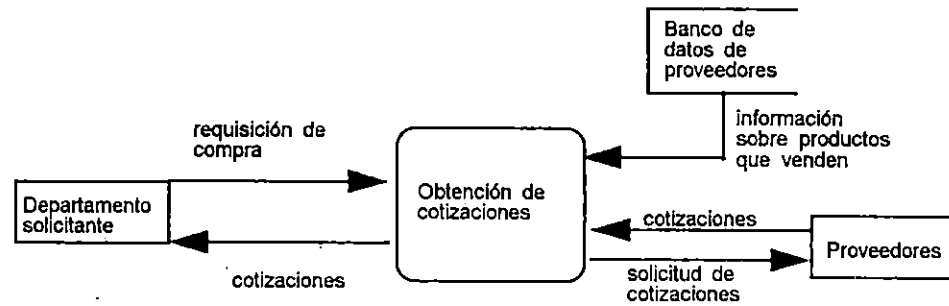 Banco de
datos de
proveedores
información
sobre productos
que venden
requisición de
compra
Departamento
solicitante
Obtención de
cotizaciones
cotizaciones
Proveedores
cotizaciones
solicitud de
cotizaciones